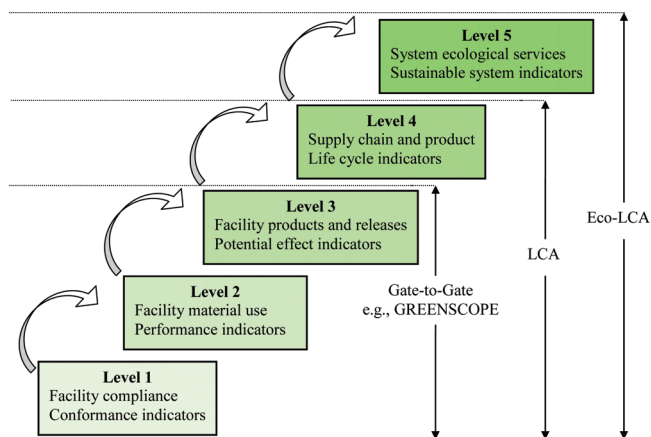 Level 5
System ecological services
Sustainable system indicators
Level 4
Supply chain and product
Life cycle indicators
Level 3
Facility products and releases
Potential effect indicators
Level 2
Facility material use
Performance indicators
Level 1
Facility compliance
Conformance indicators
Gate-to-Gate
e.g., GREENSCOPE
LCA
Eco-LCA